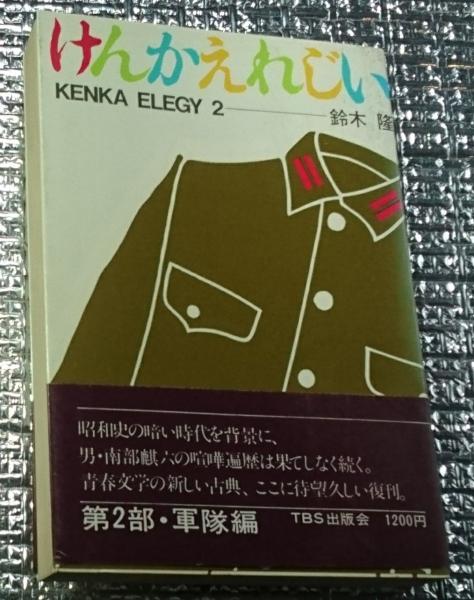 けんかえれじい
KENKA ELEGY 2
鈴木 隆
昭和史の暗い時代を背景に、
男・南部麒六の喧嘩遍歴は果てしなく続く。
青春文学の新しい古典、ここに待望久しい復刊。
第2部・軍隊編 TBS出版会 1200円